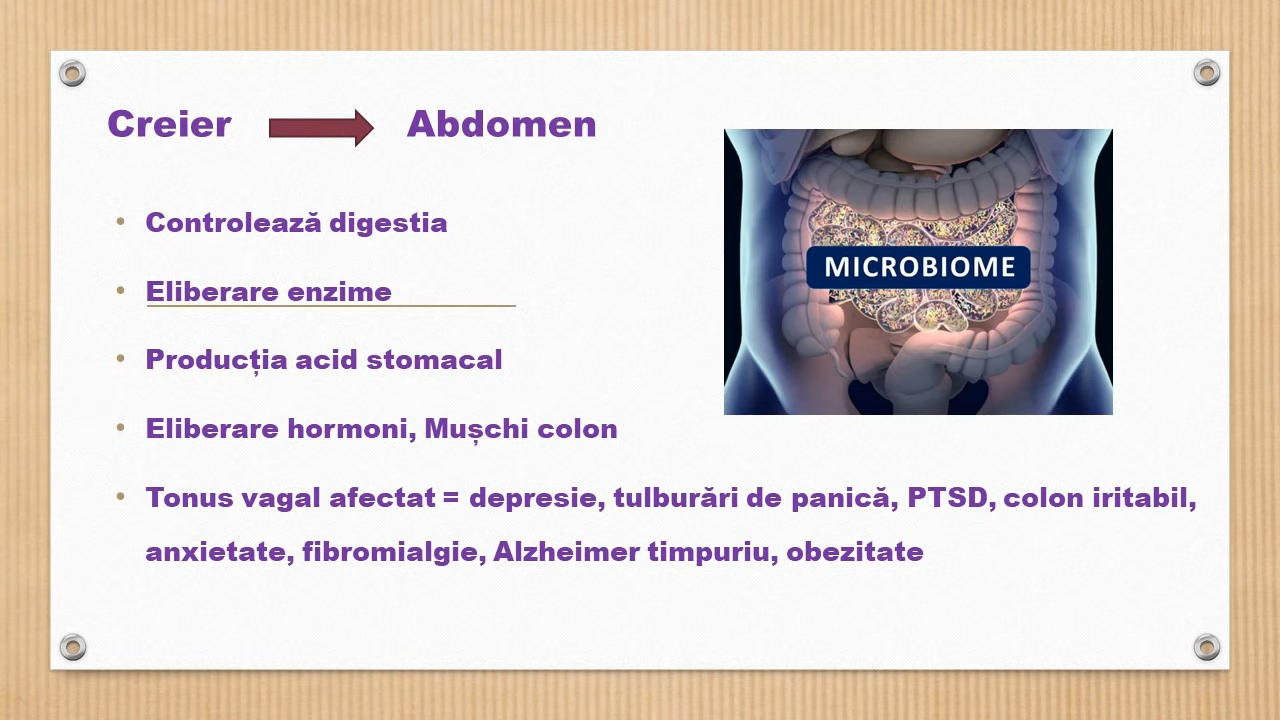 Creier Abdomen
Controlează digestia
Eliberare enzime
Producția acid stomacal
Eliberare hormoni, Mușchi colon
Tonus vagal afectat = depresie, tulburări de panică, PTSD, colon iritabil,
anxietate, fibromialgie, Alzheimer timpuriu, obezitate
MICROBIOME